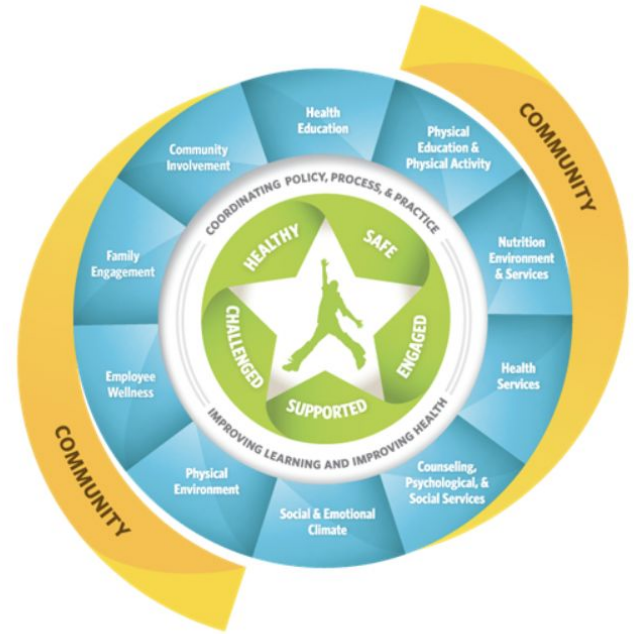 COMMUNITY
Health
Education
Physical
Education &
Physical Activity
Nutrition
Environment
& Services
Health
Services
Counseling,
Psychological, &
Social Services
Social & Emotional
Climate
Physical
Environment
Employee
Wellness
Family
Engagement
Community
Involvement
COORDINATING POLICY, PROCESS, & PRACTICE
HEALTHY
SAFE
ENGAGED
SUPPORTED
CHALLENGED
IMPROVING LEARNING AND IMPROVING HEALTH
COMMUNITY